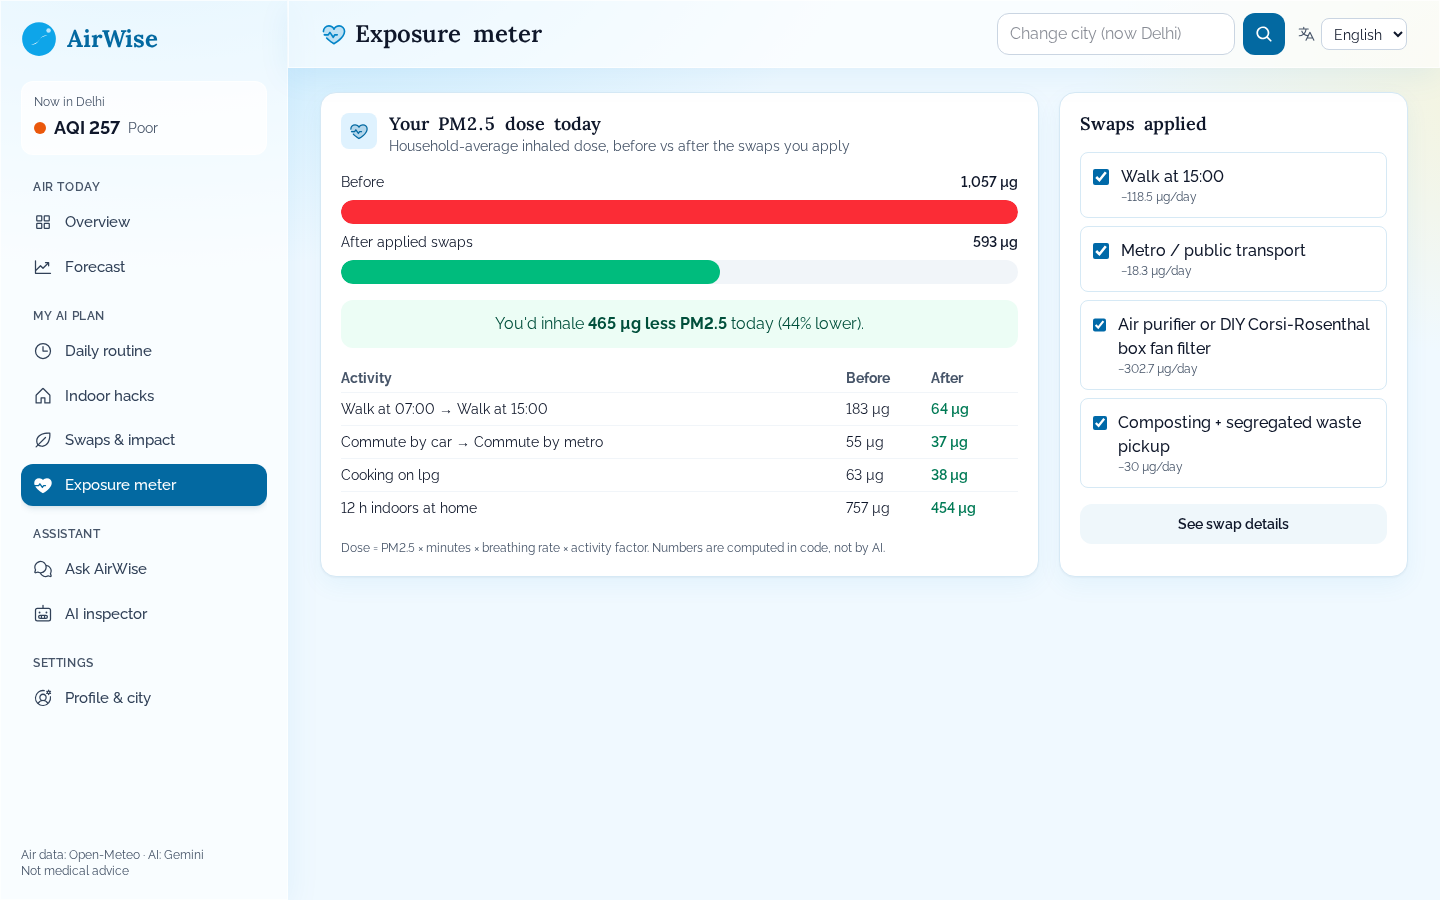 AirWise
Now in Delhi
AQI 257 Poor
AIR TODAY
Overview
Forecast
MY AI PLAN
Daily routine
Indoor hacks
Swaps & impact
Exposure meter
ASSISTANT
Ask AirWise
AI inspector
SETTINGS
Profile & city
Air data: Open-Meteo · AI: Gemini
Not medical advice
Exposure meter
Change city (now Delhi)
English
Your PM2.5 dose today
Household-average inhaled dose, before vs after the swaps you apply
Before 1,057 µg
After applied swaps 593 µg
You'd inhale 465 µg less PM2.5 today (44% lower).
Activity Before After
Walk at 07:00 → Walk at 15:00 183 µg 64 µg
Commute by car → Commute by metro 55 µg 37 µg
Cooking on lpg 63 µg 38 µg
12 h indoors at home 757 µg 454 µg
Dose = PM2.5 × minutes × breathing rate × activity factor. Numbers are computed in code, not by AI.
Swaps applied
Walk at 15:00
−118.5 µg/day
Metro / public transport
−18.3 µg/day
Air purifier or DIY Corsi-Rosenthal
box fan filter
−302.7 µg/day
Composting + segregated waste
pickup
−30 µg/day
See swap details